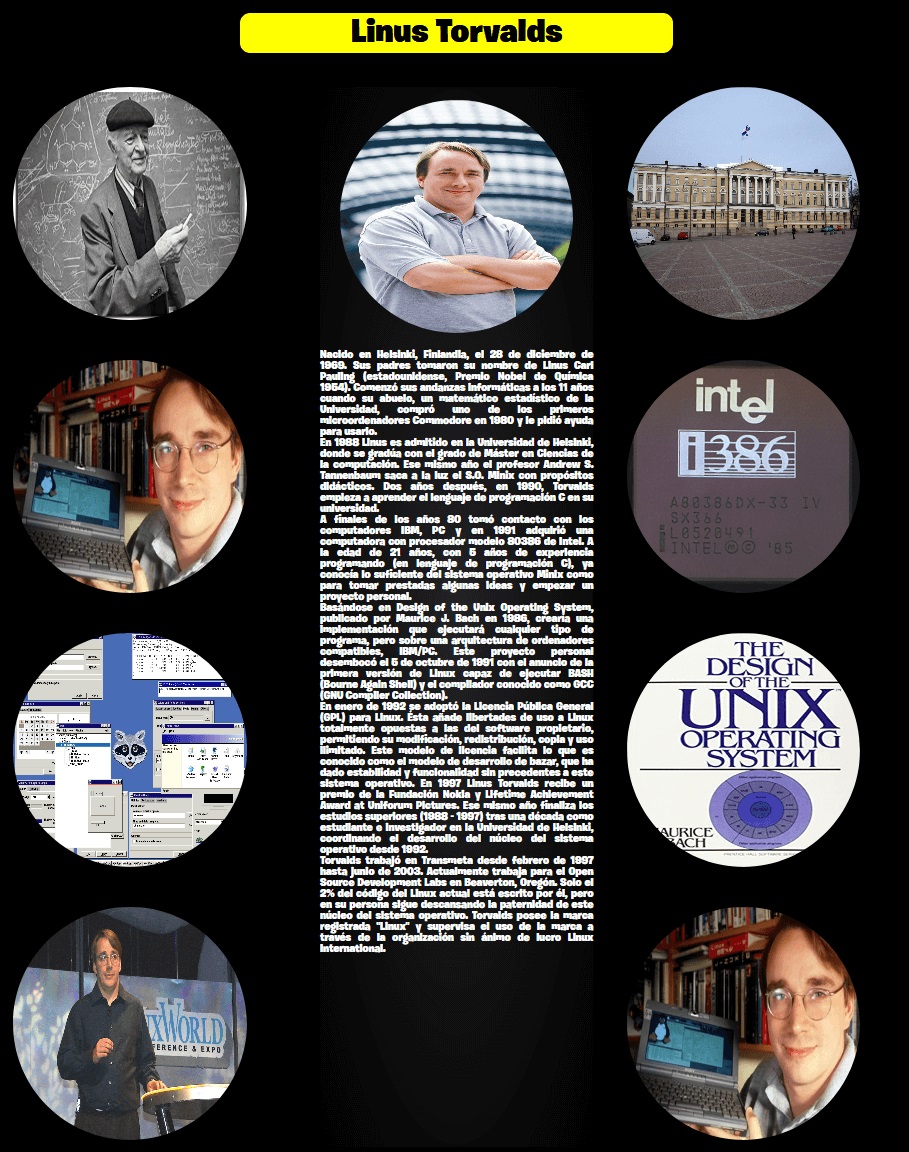 Linus Torvalds
Nacido en Helsinki, Finlandia, el 28 de diciembre de
1969. Sus padres tomaron su nombre de Linus Carl
Pauling (estadounidense, Premio Nobel de Química
1954). Comenzó sus andanzas informáticas a los 11 años
cuando su abuelo, un matemático estadístico de la
Universidad, compró uno de los primeros
microordenadores Commodore en 1980 y le pidió ayuda
para usarlo.
En 1988 Linus es admitido en la Universidad de Helsinki,
donde se gradúa con el grado de Máster en Ciencias de
la computación. Ese mismo año el profesor Andrew S.
Tannenbaum saca a la luz el S.O. Minix con propósitos
didácticos. Dos años después, en 1990, Torvalds
empieza a aprender el lenguaje de programación C en su
universidad.
A finales de los años 80 tomó contacto con los
computadores IBM, PC y en 1991 adquirió una
computadora con procesador modelo 80386 de Intel. A
la edad de 21 años, con 5 años de experiencia
programando (en lenguaje de programación C), ya
conocía lo suficiente del sistema operativo Minix como
para tomar prestadas algunas ideas y empezar un
proyecto personal.
Basándose en Design of the Unix Operating System,
publicado por Maurice J. Bach en 1986, crearía una
implementación que ejecutará cualquier tipo de
programa, pero sobre una arquitectura de ordenadores
compatibles, IBM/PC. Este proyecto personal
desembocó el 5 de octubre de 1991 con el anuncio de la
primera versión de Linux capaz de ejecutar BASH
(Bourne Again Shell) y el compilador conocido como GCC
(GNU Compiler Collection).
En enero de 1992 se adoptó la Licencia Pública General
(GPL) para Linux. Ésta añade libertades de uso a Linux
totalmente opuestas a las del software propietario,
permitiendo su modificación, redistribución, copia y uso
ilimitado. Este modelo de licencia facilita lo que es
conocido como el modelo de desarrollo de bazar, que ha
dado estabilidad y funcionalidad sin precedentes a este
sistema operativo. En 1997 Linus Torvalds recibe un
premio de la Fundación Nokia y Lifetime Achievement
Award at Uniforum Pictures. Ese mismo año finaliza los
estudios superiores (1988 - 1997) tras una década como
estudiante e investigador en la Universidad de Helsinki,
coordinando el desarrollo del núcleo del sistema
operativo desde 1992.
Torvalds trabajó en Transmeta desde febrero de 1997
hasta junio de 2003. Actualmente trabaja para el Open
Source Development Labs en Beaverton, Oregón. Solo el
2% del código del Linux actual está escrito por él, pero
en su persona sigue descansando la paternidad de este
núcleo del sistema operativo. Torvalds posee la marca
registrada "Linux" y supervisa el uso de la marca a
través de la organización sin ánimo de lucro Linux
International.
intel
i386
A80386DX-33 IV
SX366
L8520491
INTEL Ⓜ © '85
THE
DESIGN
OF THE
UNIX
OPERATING
SYSTEM
AURICE
BACH
XWORLD
FERENCE & EXPO